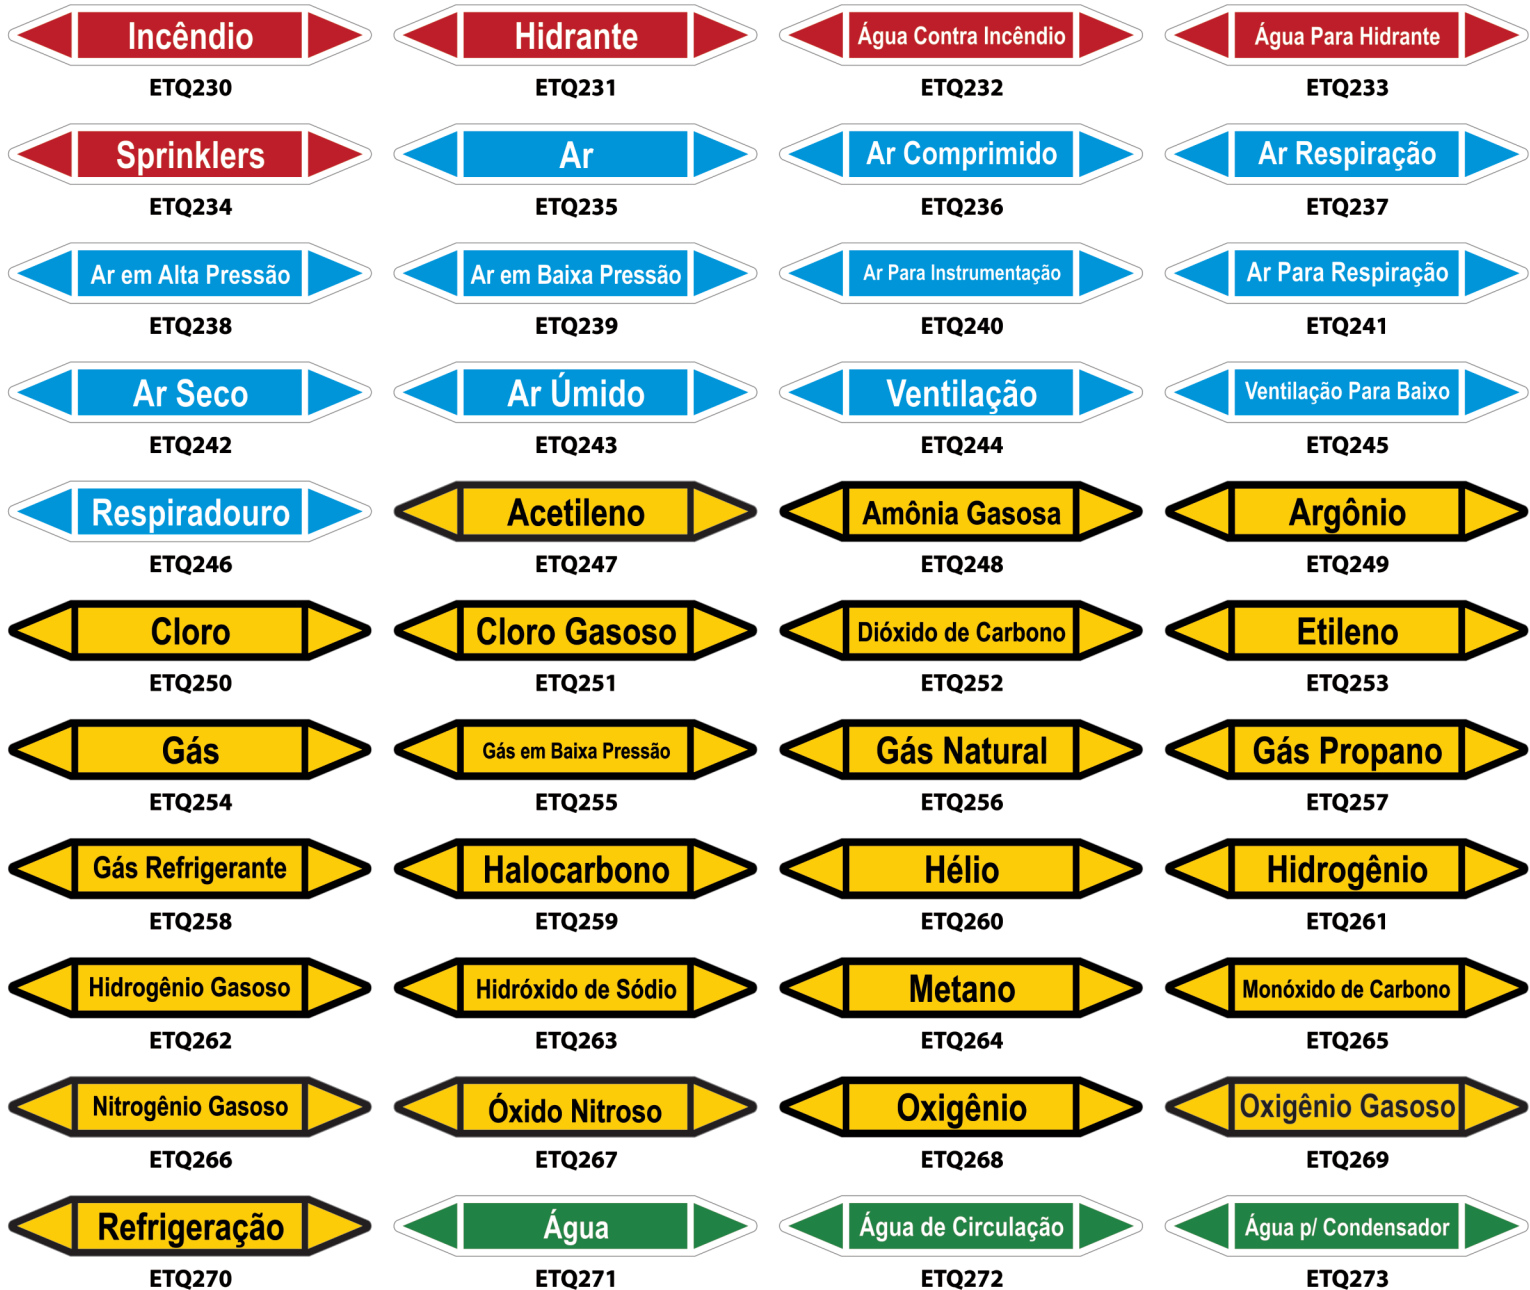 Incêndio
Hidrante
Água Contra Incêndio
Água Para Hidrante
ETQ230
ETQ231
ETQ232
ETQ233
Sprinklers
Ar
Ar Comprimido
Ar Respiração
ETQ234
ETQ235
ETQ236
ETQ237
Ar em Alta Pressão
Ar em Baixa Pressão
Ar Para Instrumentação
Ar Para Respiração
ETQ238
ETQ239
ETQ240
ETQ241
Ar Seco
Ar Úmido
Ventilação
Ventilação Para Baixo
ETQ242
ETQ243
ETQ244
ETQ245
Respiradouro
Acetileno
Amônia Gasosa
Argônio
ETQ246
ETQ247
ETQ248
ETQ249
Cloro
Cloro Gasoso
Dióxido de Carbono
Etileno
ETQ250
ETQ251
ETQ252
ETQ253
Gás
Gás em Baixa Pressão
Gás Natural
Gás Propano
ETQ254
ETQ255
ETQ256
ETQ257
Gás Refrigerante
Halocarbono
Hélio
Hidrogênio
ETQ258
ETQ259
ETQ260
ETQ261
Hidrogênio Gasoso
Hidróxido de Sódio
Metano
Monóxido de Carbono
ETQ262
ETQ263
ETQ264
ETQ265
Nitrogênio Gasoso
Óxido Nitroso
Oxigênio
Oxigênio Gasoso
ETQ266
ETQ267
ETQ268
ETQ269
Refrigeração
Água
Água de Circulação
Água p/ Condensador
ETQ270
ETQ271
ETQ272
ETQ273